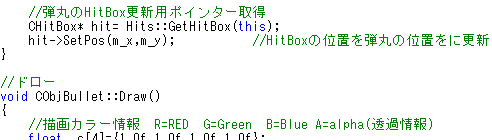 //弾丸のHitBox更新用ポインター取得
CHitBox* hit= Hits::GetHitBox(this);
hit->SetPos(m_x,m_y);　　　　　//HitBoxの位置を弾丸の位置をに更新
}
//ドロー
void CObjBullet::Draw()
{
//描画カラー情報　R=RED　G=Green　B=Blue A=alpha(透過情報)
float　c[4]={1.0f,1.0f,1.0f,1.0f};